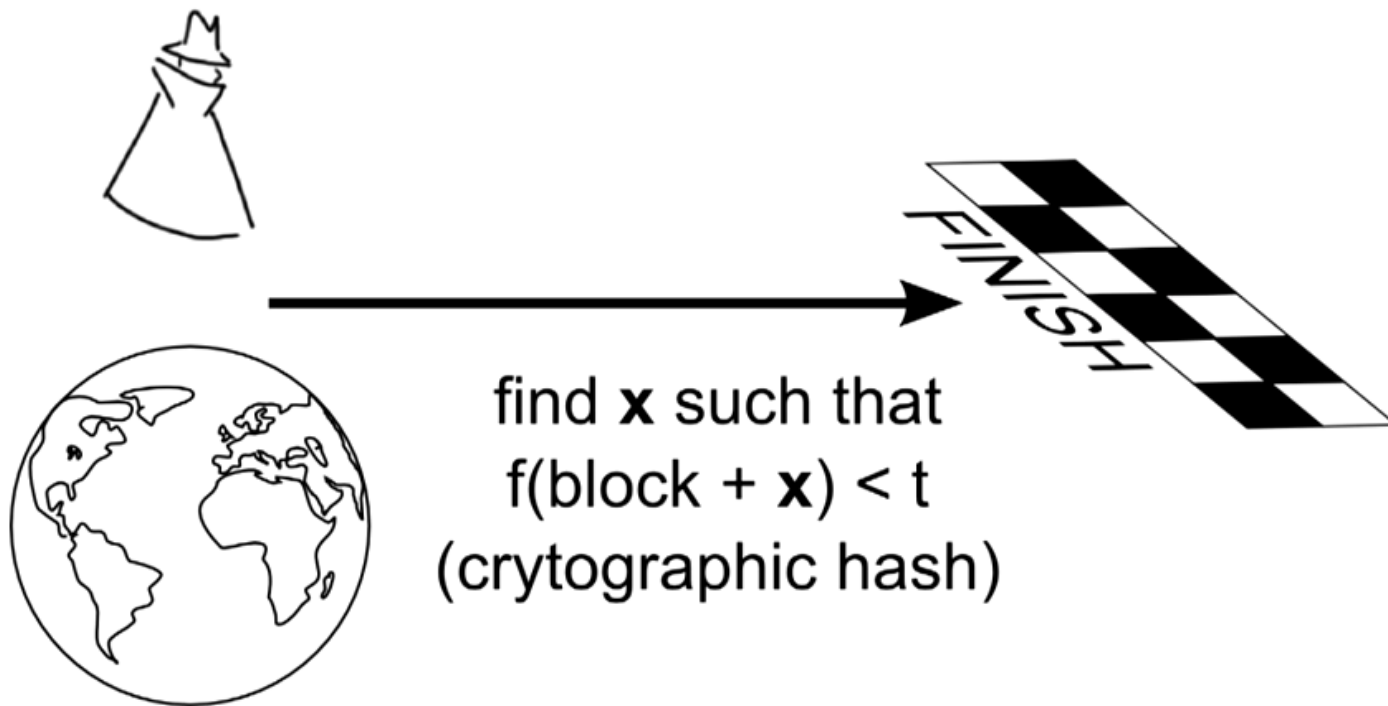 FINISH
find x such that
f(block + x) < t
(crytographic hash)